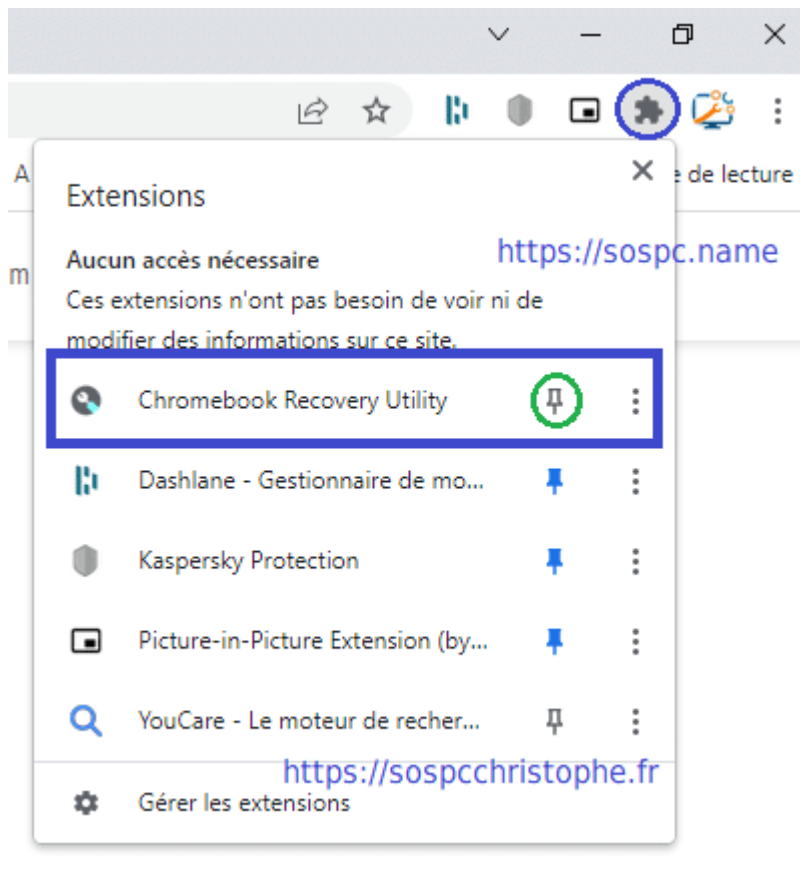 A
e de lecture
Extensions
https://sospc.name
Aucun accès nécessaire
m
Ces extensions n'ont pas besoin de voir ni de
modifier des informations sur ce site.
Chromebook Recovery Utility
Dashlane - Gestionnaire de mo...
Kaspersky Protection
Picture-in-Picture Extension (by...
YouCare - Le moteur de recher...
https://sospcchristophe.fr
Gérer les extensions